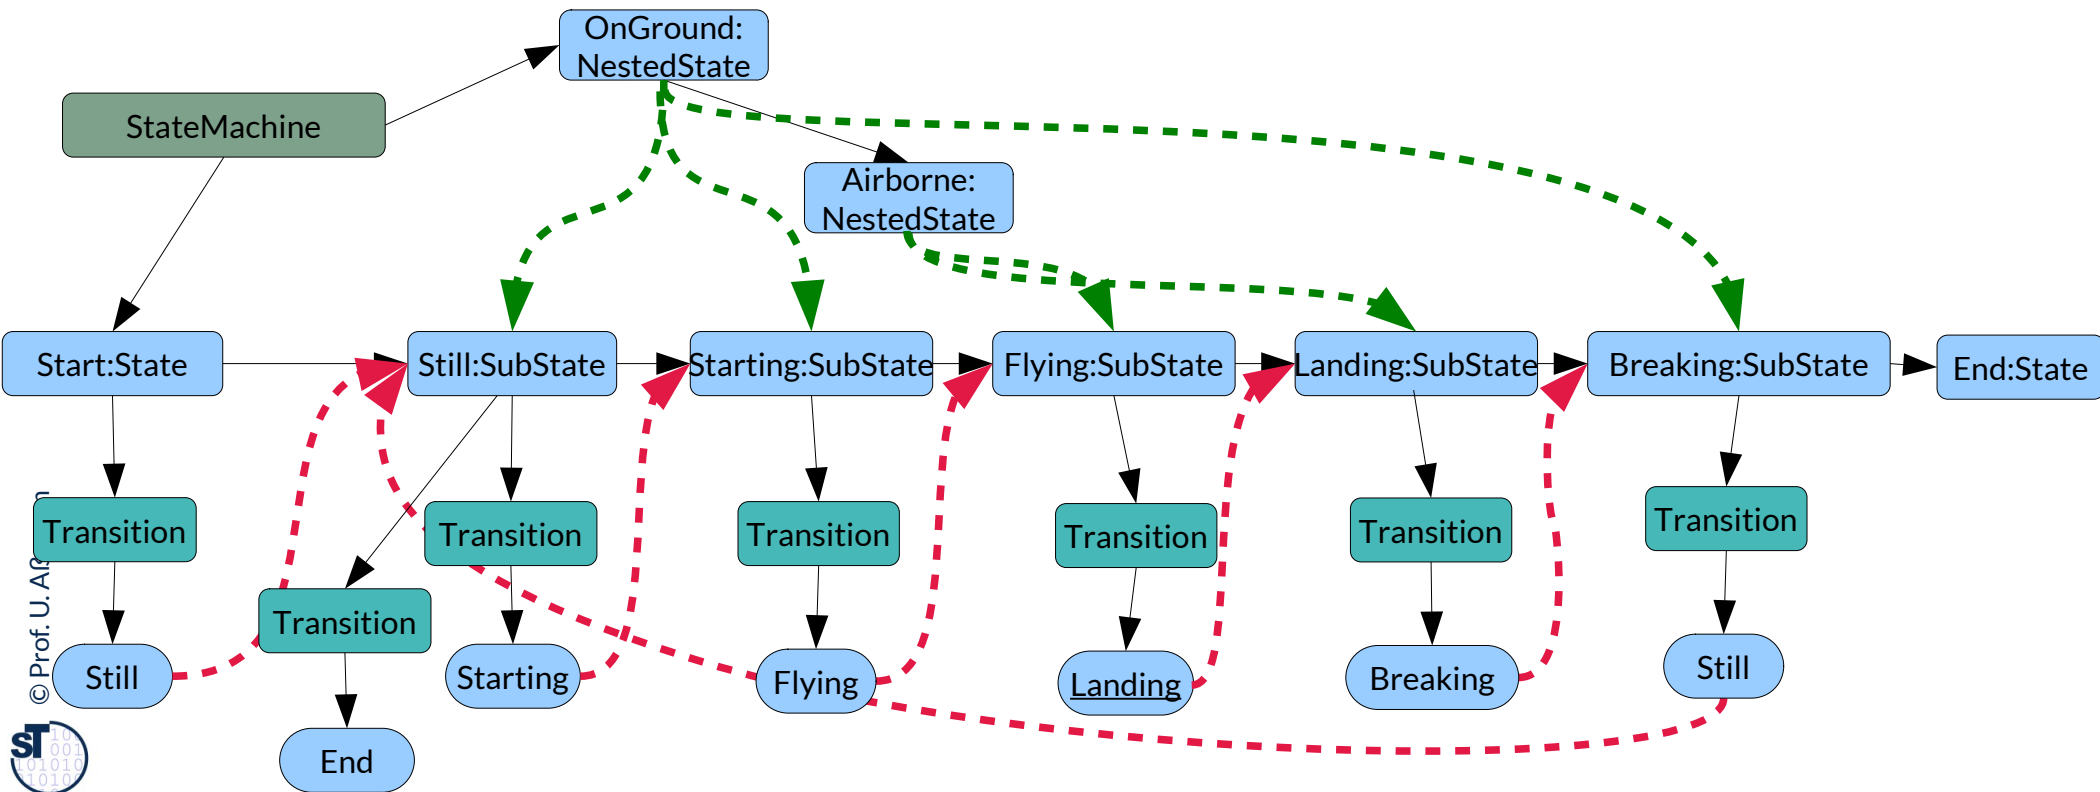 OnGround:
NestedState
StateMachine
Airborne:
NestedState
Start:State
Still:SubState
Starting:SubState
Flying:SubState
Landing:SubState
Breaking:SubState
End:State
Transition
Transition
Transition
Transition
Transition
Transition
Transition
Still
Starting
Flying
Landing
Breaking
Still
End
© Prof. U.
ST